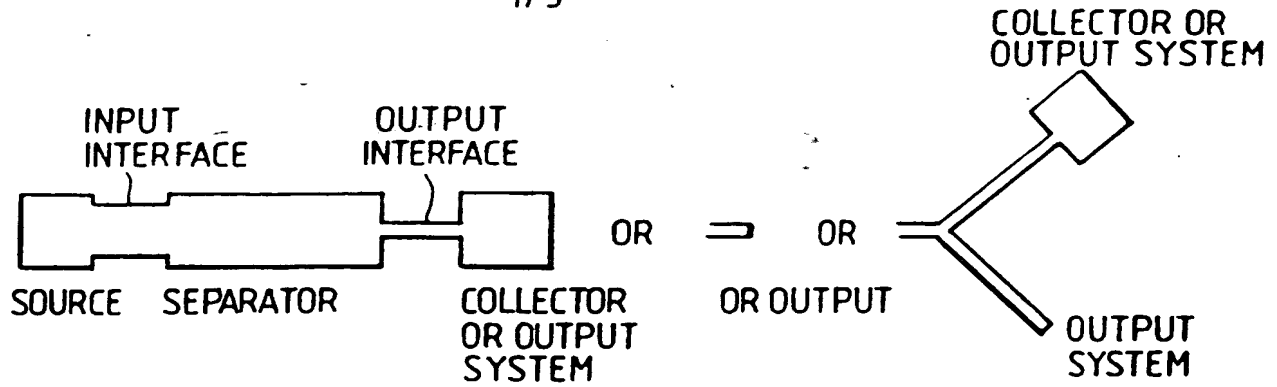 COLLECTOR OR
OUTPUT SYSTEM
INPUT
INTERFACE
OUTPUT
INTERFACE
OR
OR
SOURCE
SEPARATOR
COLLECTOR
OR OUTPUT
SYSTEM
OR OUTPUT
OUTPUT
SYSTEM